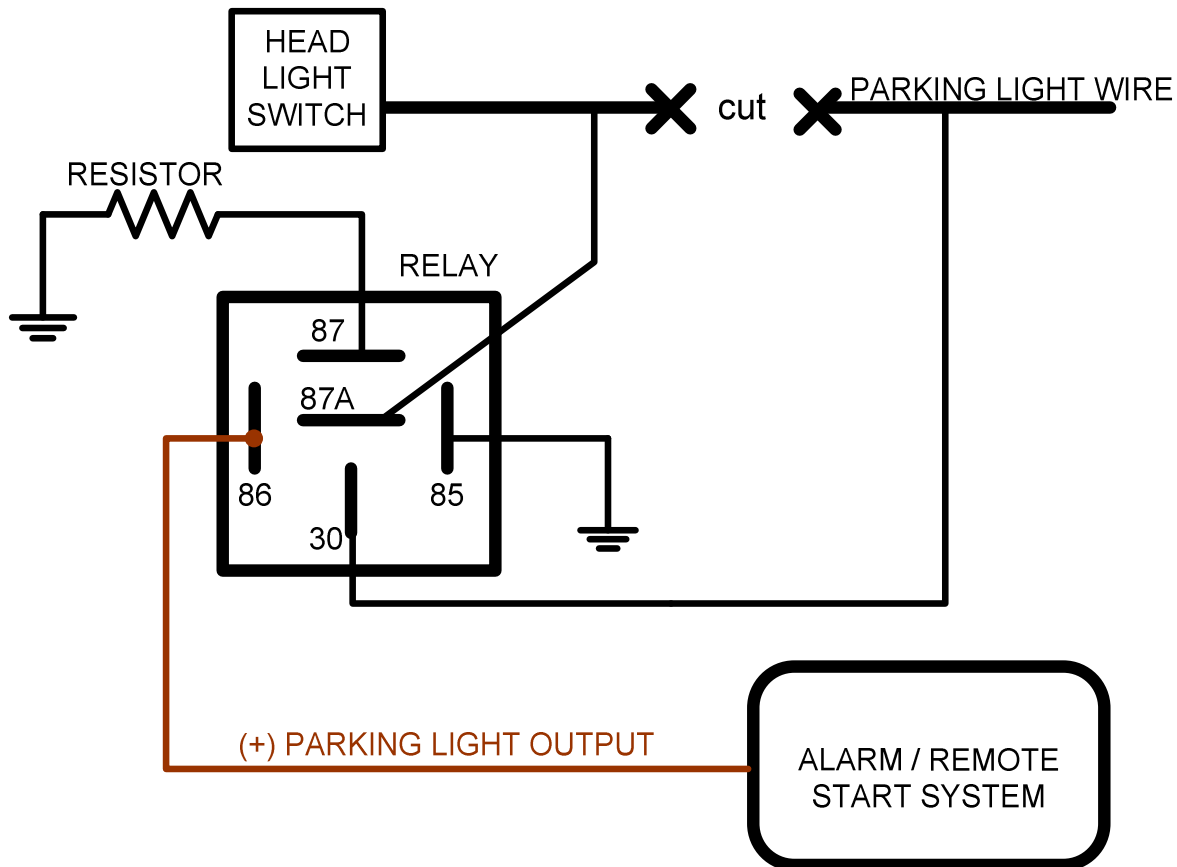 HEAD
LIGHT
SWITCH
cut
PARKING LIGHT WIRE
RESISTOR
RELAY
87
87A
86
85
30
(+) PARKING LIGHT OUTPUT
ALARM / REMOTE
START SYSTEM